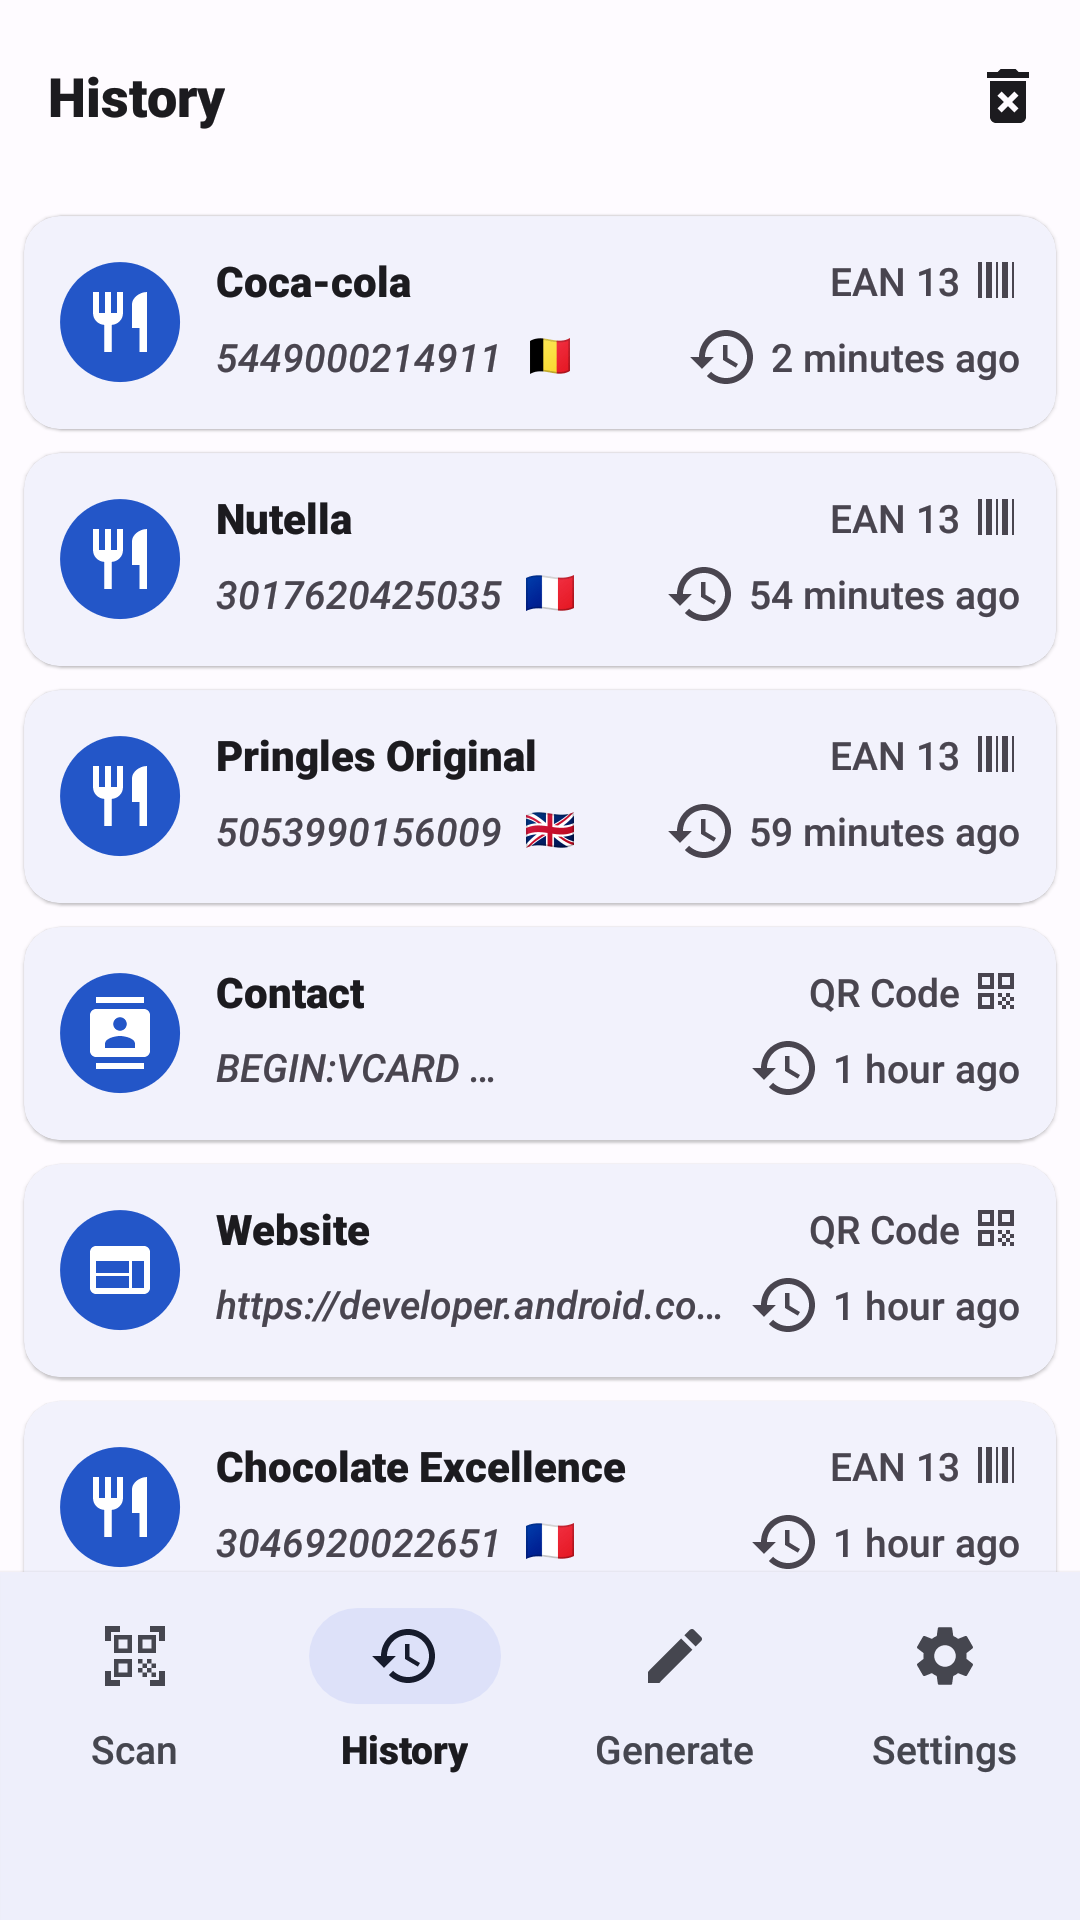 History
Coca-cola EAN 13
5449000214911 2 minutes ago
Nutella EAN 13
3017620425035 54 minutes ago
Pringles Original EAN 13
5053990156009 59 minutes ago
Contact QR Code
BEGIN:VCARD ... 1 hour ago
Website QR Code
https://developer.android.co... 1 hour ago
Chocolate Excellence EAN 13
3046920022651 1 hour ago
Scan History Generate Settings